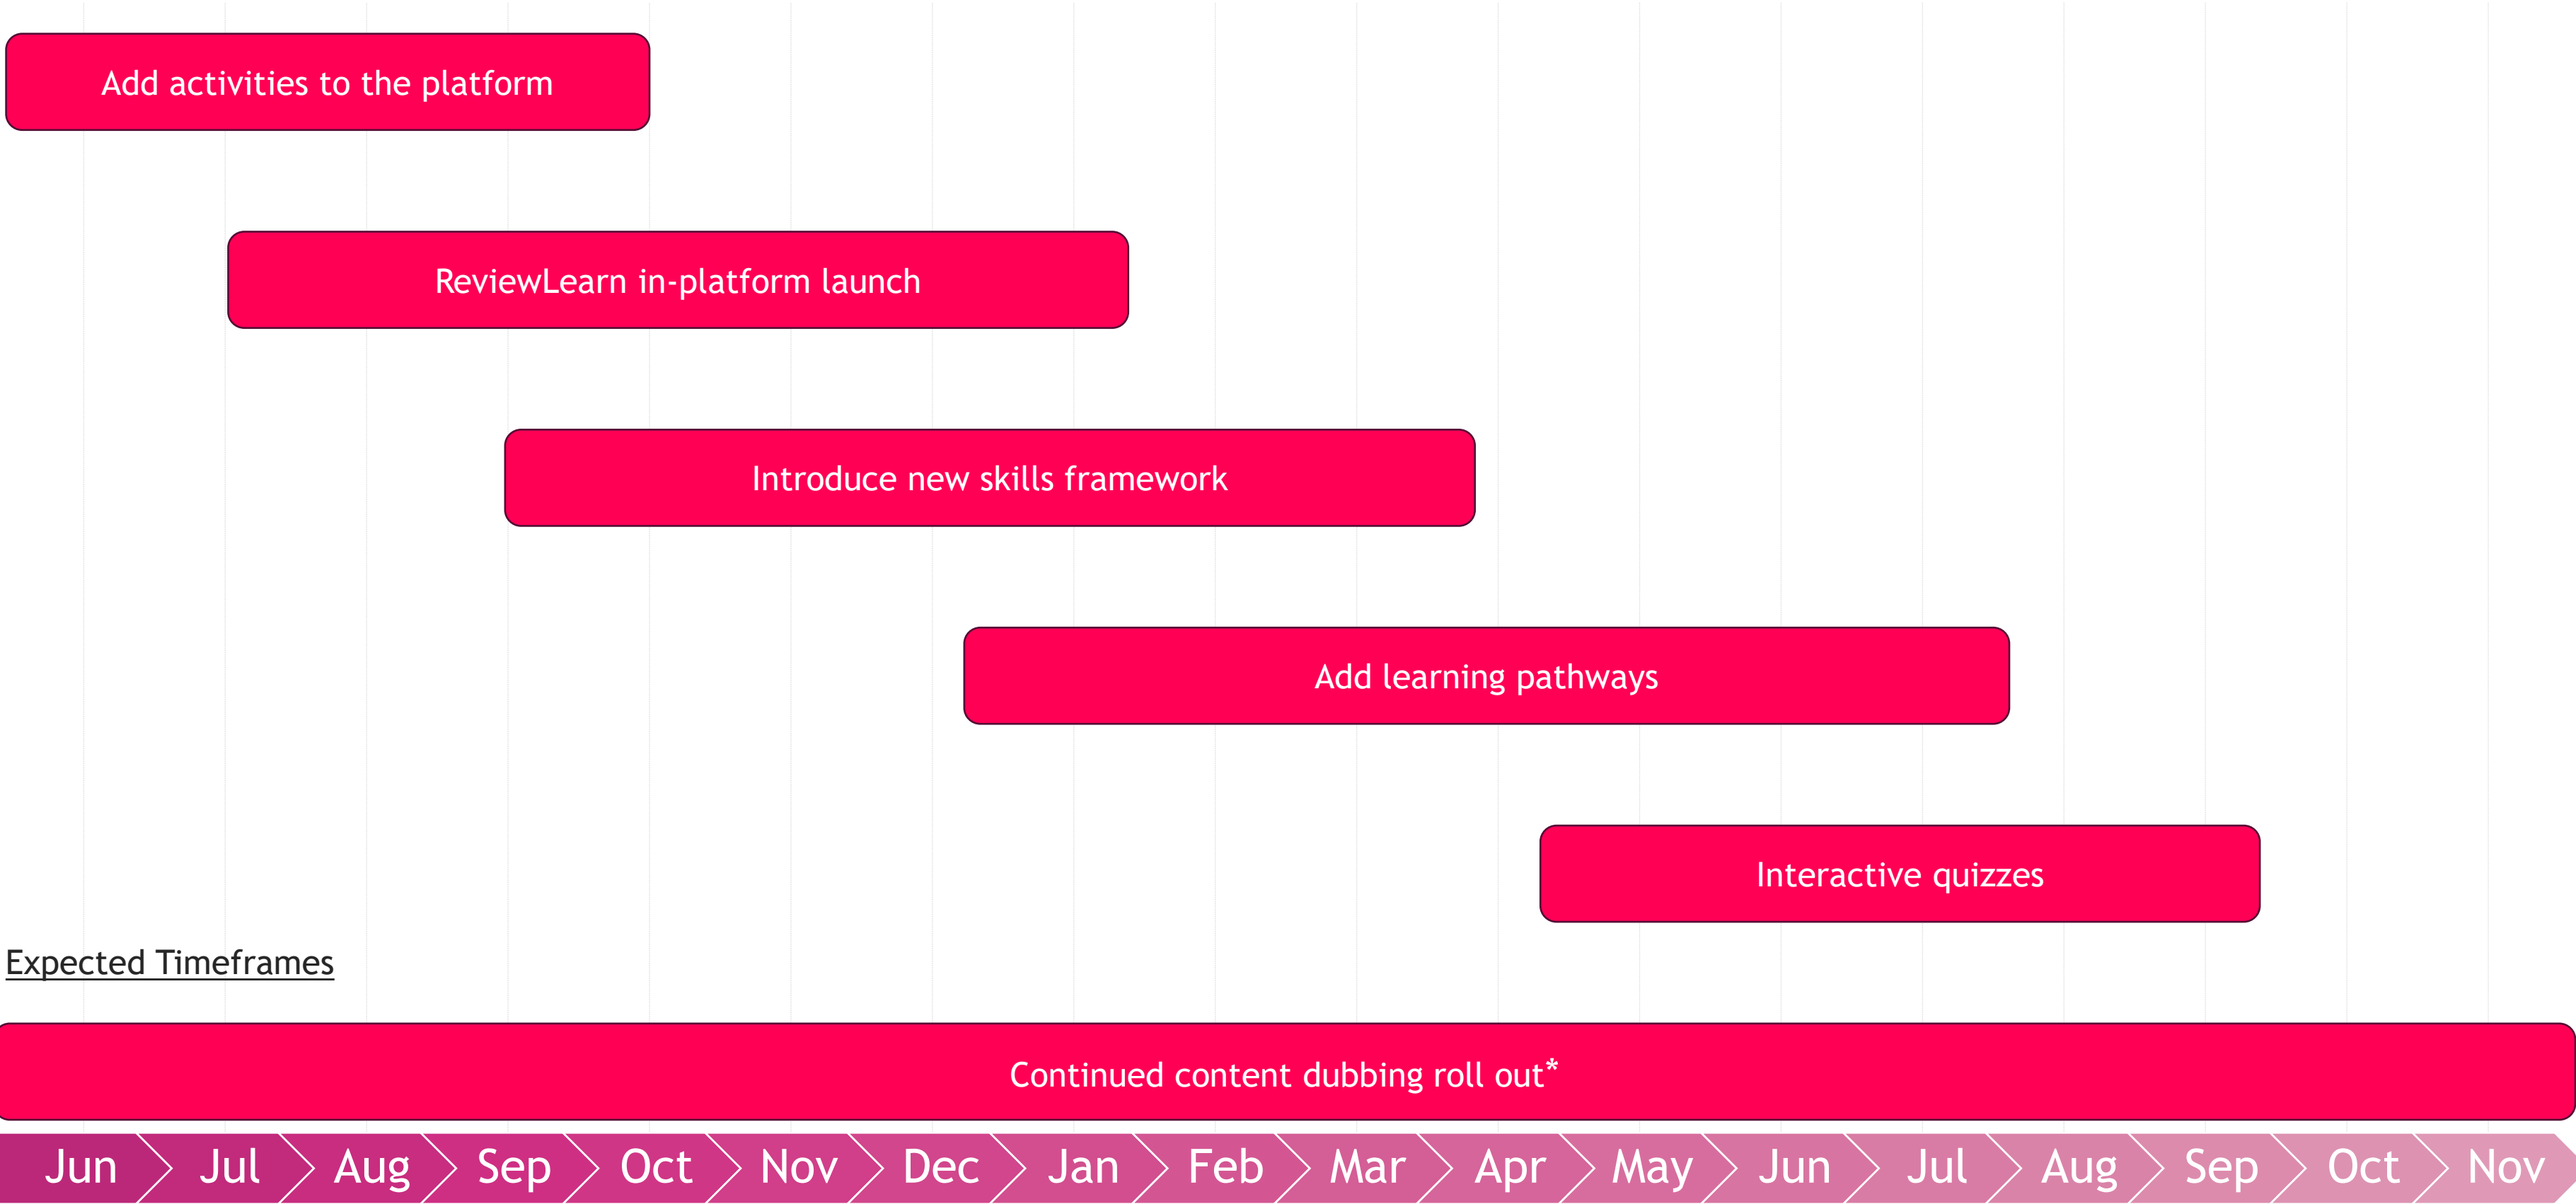 Add activities to the platform
ReviewLearn in-platform launch
Introduce new skills framework
Add learning pathways
Interactive quizzes
Expected Timeframes
Continued content dubbing roll out*
Jun Jul Aug Sep Oct Nov Dec Jan Feb Mar Apr May Jun Jul Aug Sep Oct Nov